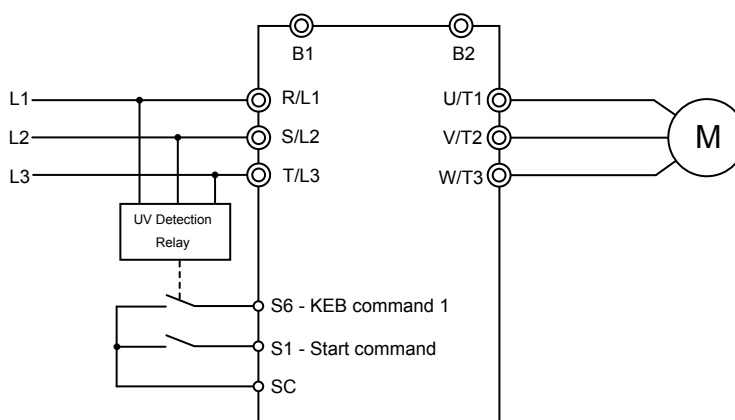 B1
B2
L1
R/L1
U/T1
L2
S/L2
V/T2
M
L3
T/L3
W/T3
UV Detection
Relay
S6 - KEB command 1
S1 - Start command
SC